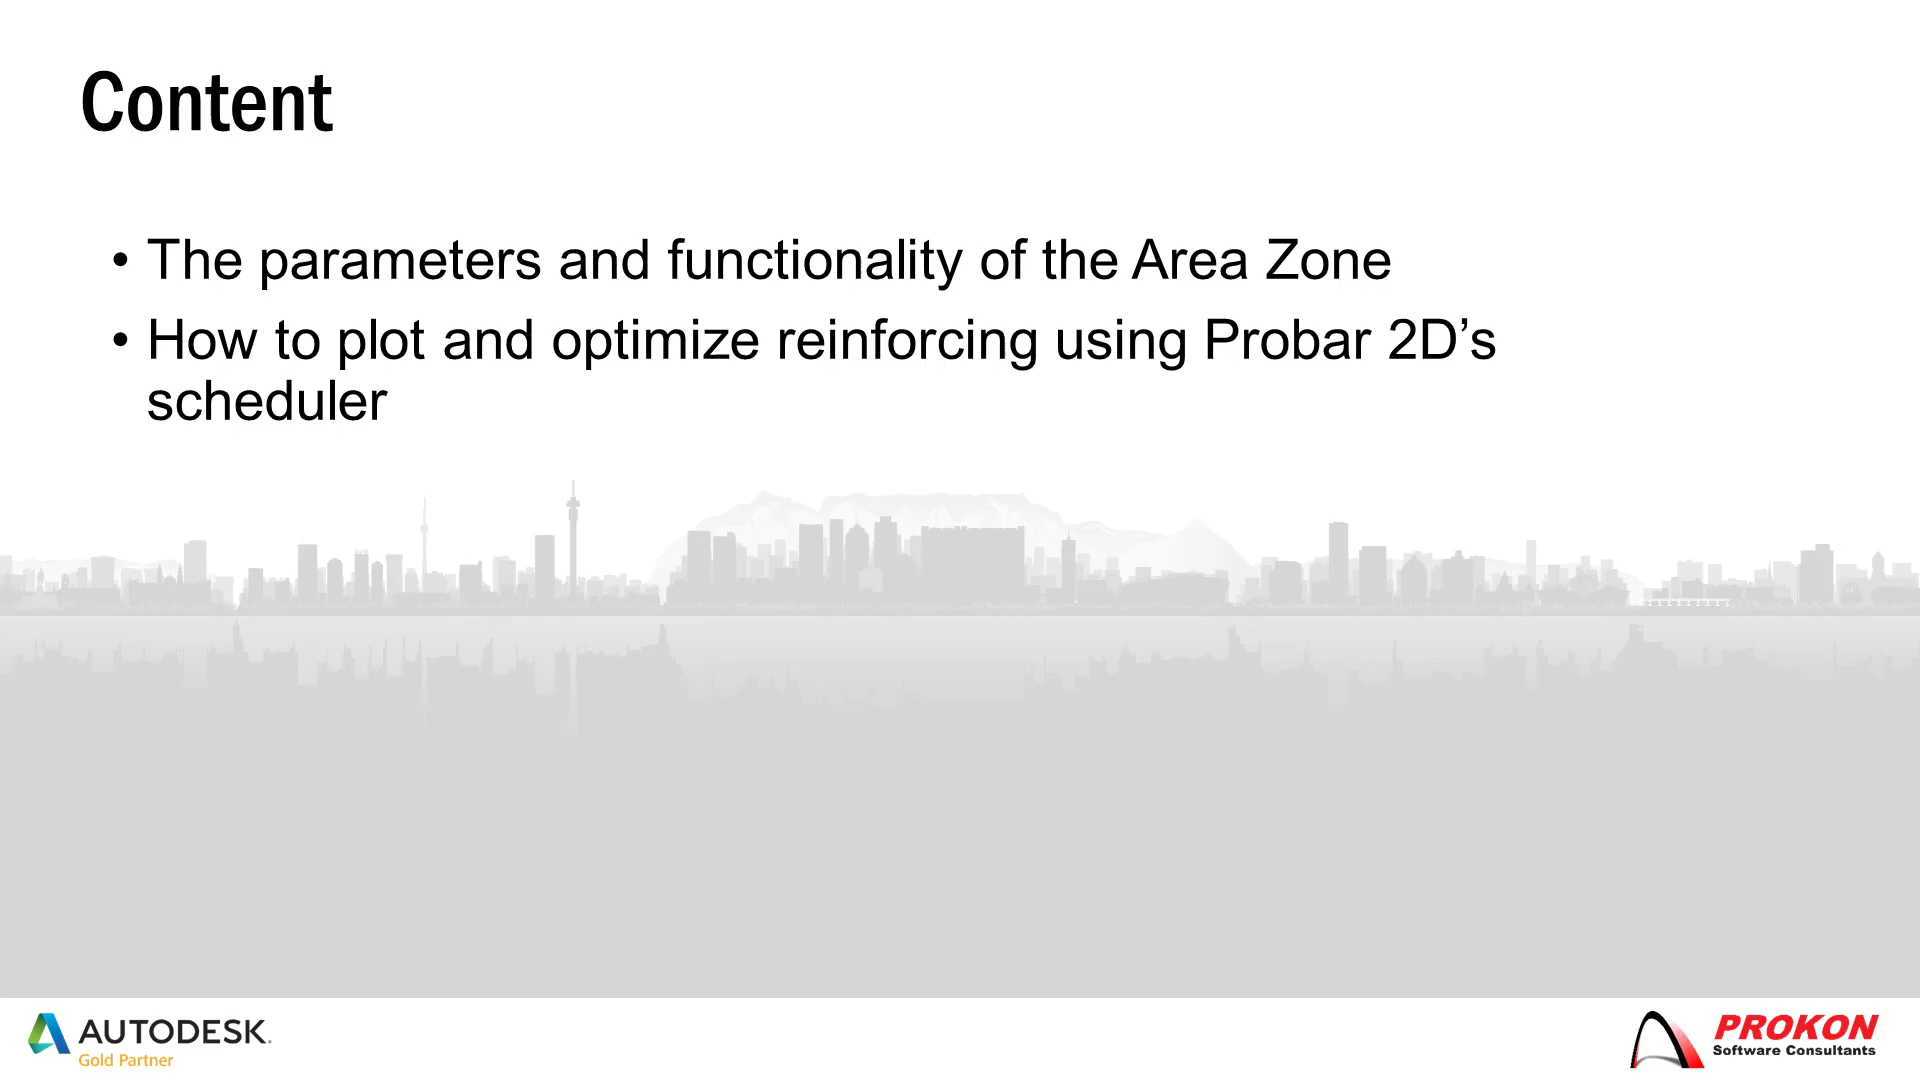 Content
• The parameters and functionality of the Area Zone
• How to plot and optimize reinforcing using Probar 2D’s
scheduler
AUTODESK.
Gold Partner
PROKON
Software Consultants